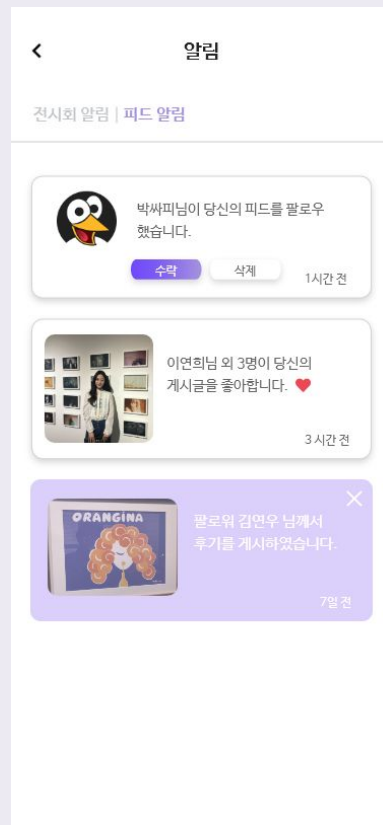 알림
전시회 알림 | 피드 알림
박싸피님이 당신의 피드를 팔로우
했습니다.
수락 삭제
1시간 전
이연희님 외 3명이 당신의
게시글을 좋아합니다. ❤
3 시간 전
ORANGINA
팔로워 김연우 님께서
후기를 게시하였습니다.
7일 전